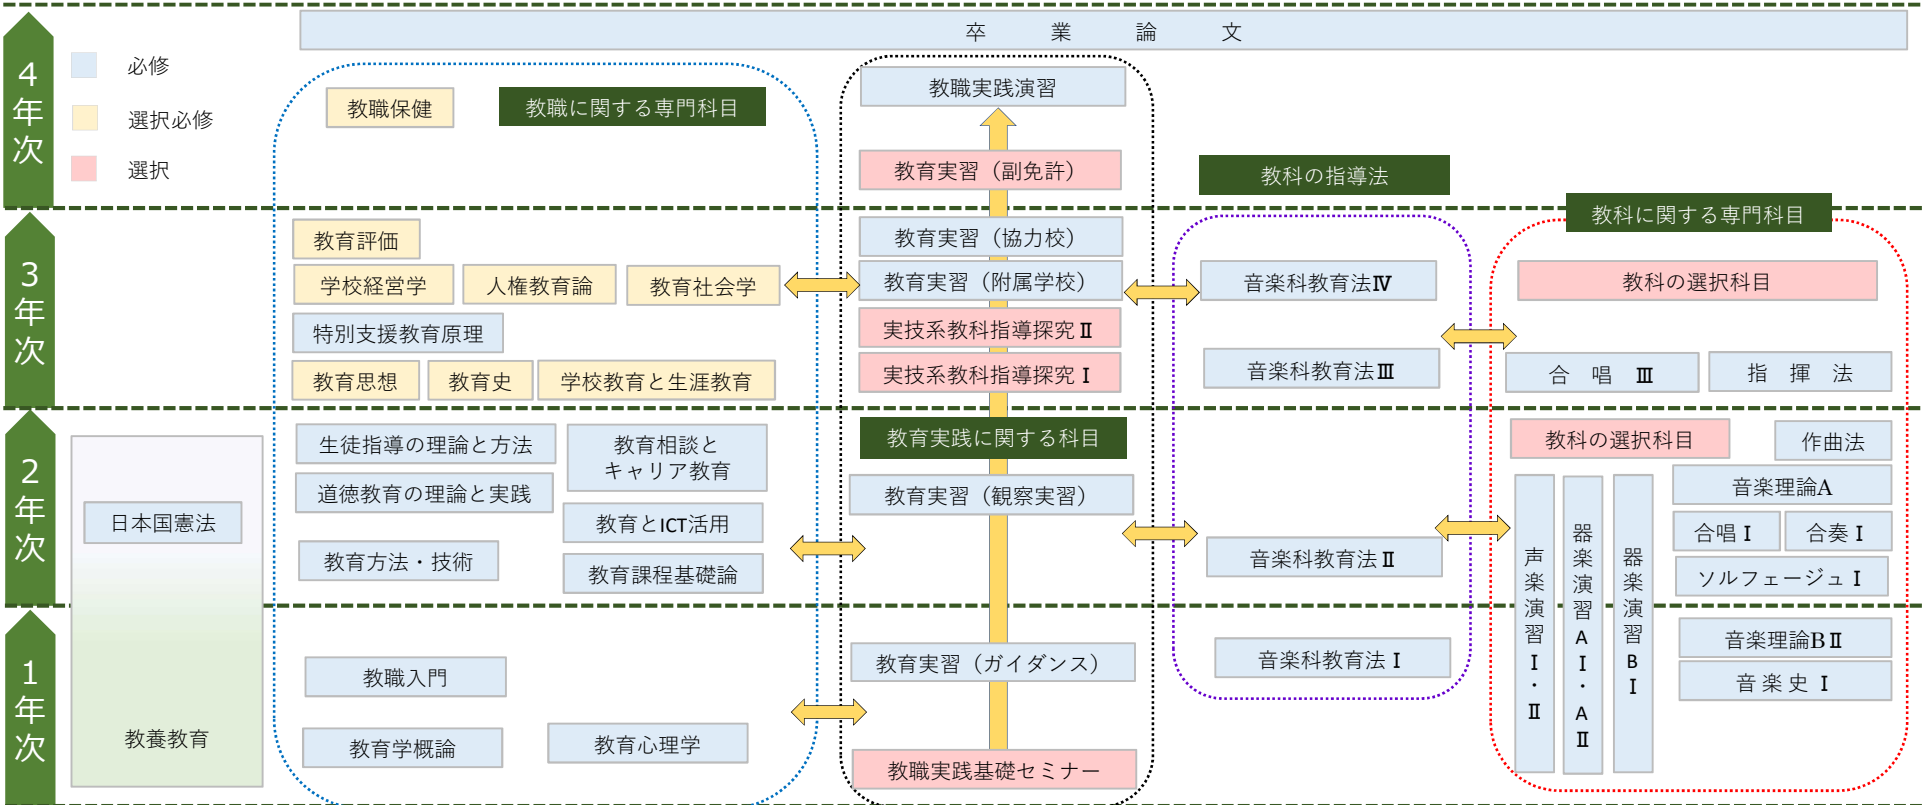 卒 業 論 文
4年次
必修
選択必修
選択
教職保健
教職に関する専門科目
教職実践演習
教育実習（副免許）
教科の指導法
3年次
教育評価
学校経営学
人権教育論
教育社会学
特別支援教育原理
教育思想
教育史
学校教育と生涯教育
教育実習（協力校）
教育実習（附属学校）
実技系教科指導探究Ⅱ
実技系教科指導探究Ⅰ
音楽科教育法Ⅳ
音楽科教育法Ⅲ
教科に関する専門科目
教科の選択科目
合 唱 Ⅲ
指 揮 法
2年次
日本国憲法
生徒指導の理論と方法
教育相談と
キャリア教育
道徳教育の理論と実践
教育とICT活用
教育方法・技術
教育課程基礎論
教育実践に関する科目
教育実習（観察実習）
音楽科教育法Ⅱ
教科の選択科目
作曲法
音楽理論A
合唱Ⅰ
合奏Ⅰ
ソルフェージュⅠ
声楽演習Ⅰ・Ⅱ
器楽演習AⅠ・AⅡ
器楽演習BⅠ
1年次
教養教育
教職入門
教育学概論
教育心理学
教育実習（ガイダンス）
教職実践基礎セミナー
音楽科教育法Ⅰ
音楽理論BⅡ
音楽史Ⅰ